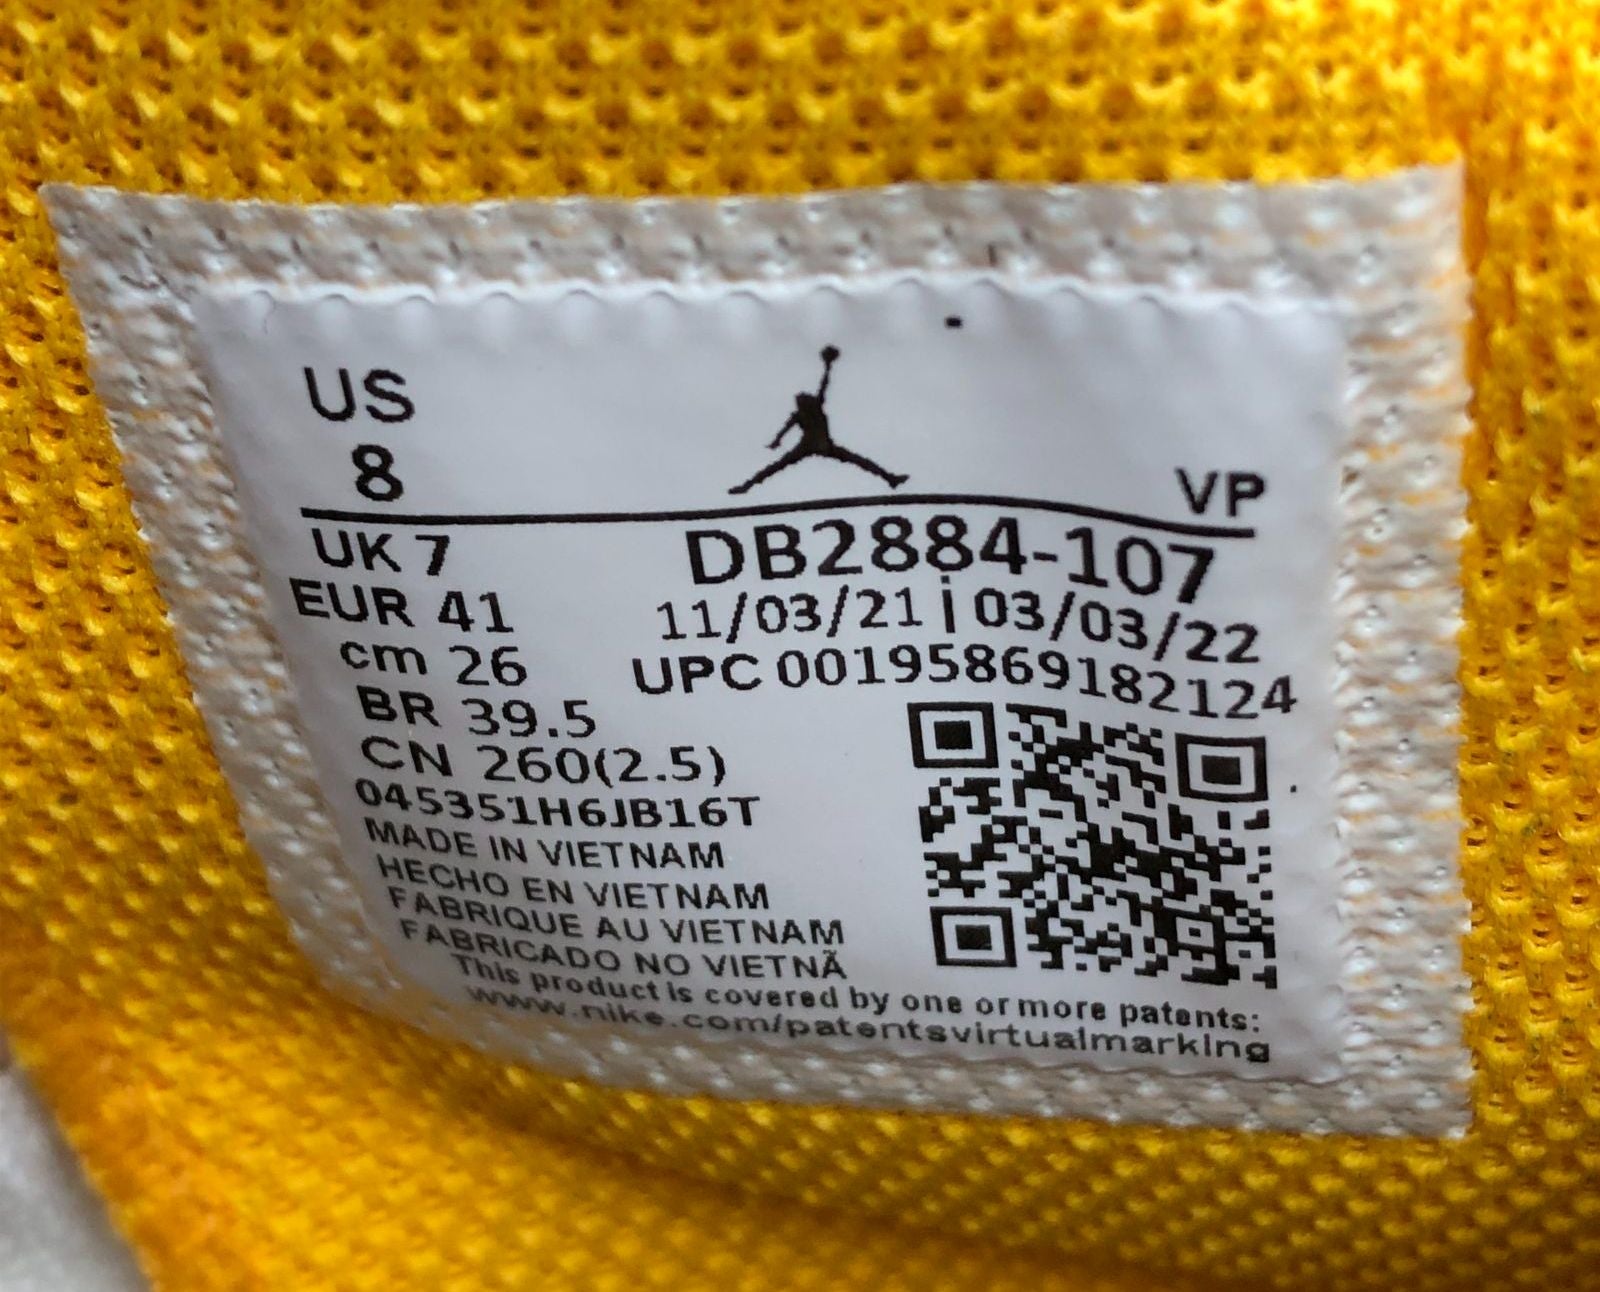 US
8
VP
UK 7
DB2884-107
EUR 41
11/03/21 | 03/03/22
cm 26
UPC 00195869182124
BR 39.5
CN 260(2.5)
045351H6JB16T
MADE IN VIETNAM
HECHO EN VIETNAM
FABRIQUE AU VIETNAM
FABRICADO NO VIETNÃ
This product is covered by one or more patents:
www.nike.com/patentsvirtualmarking